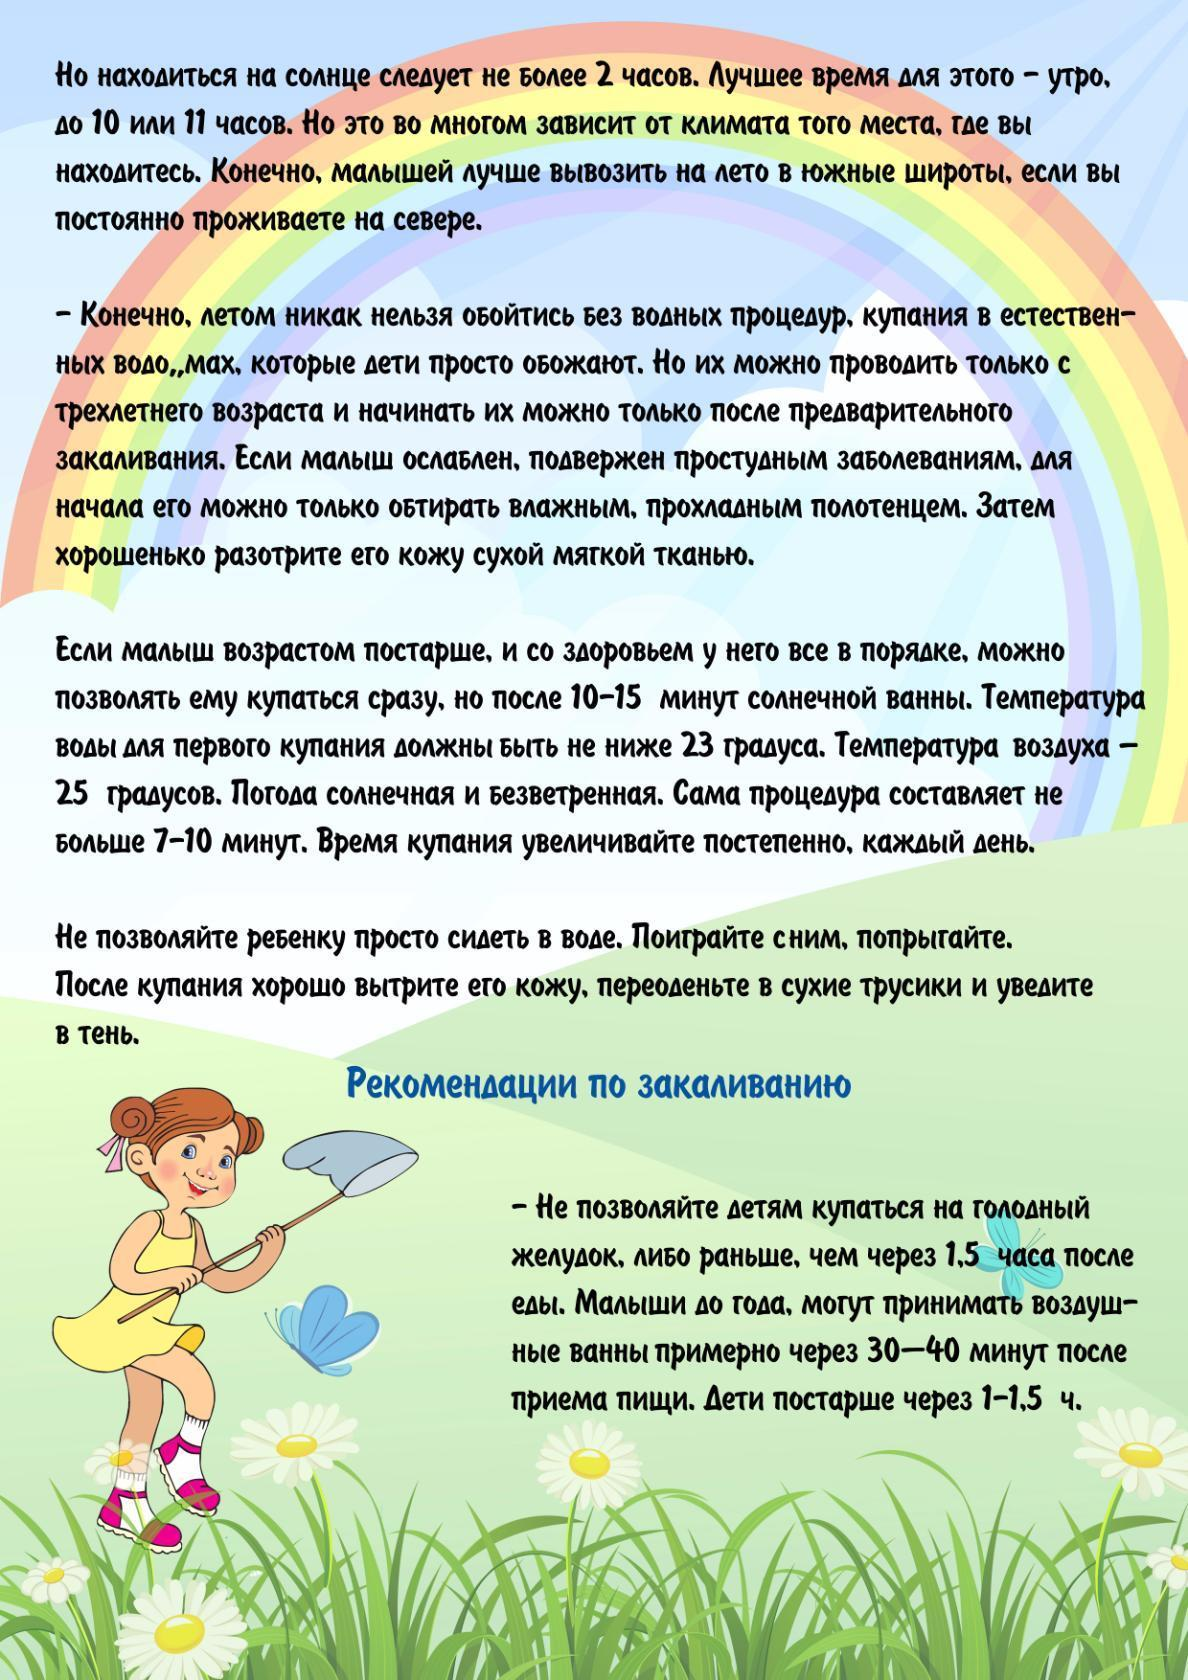 Но находиться на солнце следует не более 2 часов. Лучшее время для этого – утро,
до 10 или 11 часов. Но это во многом зависит от климата того места, где вы
находитесь. Конечно, малышей лучше вывозить на лето в южные широты, если вы
постоянно проживаете на севере.
– Конечно, летом никак нельзя обойтись без водных процедур, купания в естествен-
ных водо,,мах, которые дети просто обожают. Но их можно проводить только с
трехлетнего возраста и начинать их можно только после предварительного
закаливания. Если малыш ослаблен, подвержен простудным заболеваниям, для
начала его можно только обтирать влажным, прохладным полотенцем. Затем
хорошенько разотрите его кожу сухой мягкой тканью.
Если малыш возрастом постарше, и со здоровьем у него все в порядке, можно
позволять ему купаться сразу, но после 10–15 минут солнечной ванны. Температура
воды для первого купания должны быть не ниже 23 градуса. Температура воздуха –
25 градусов. Погода солнечная и безветренная. Сама процедура составляет не
больше 7–10 минут. Время купания увеличивайте постепенно, каждый день.
Не позволяйте ребенку просто сидеть в воде. Поиграйте с ним, попрыгайте.
После купания хорошо вытрите его кожу, переоденьте в сухие трусики и уведите
в тень.
Рекомендации по закаливанию
– Не позволяйте детям купаться на голодный
желудок, либо раньше, чем через 1,5 часа после
еды. Малыши до года, могут принимать воздуш-
ные ванны примерно через 30—40 минут после
приема пищи. Дети постарше через 1–1,5 ч.